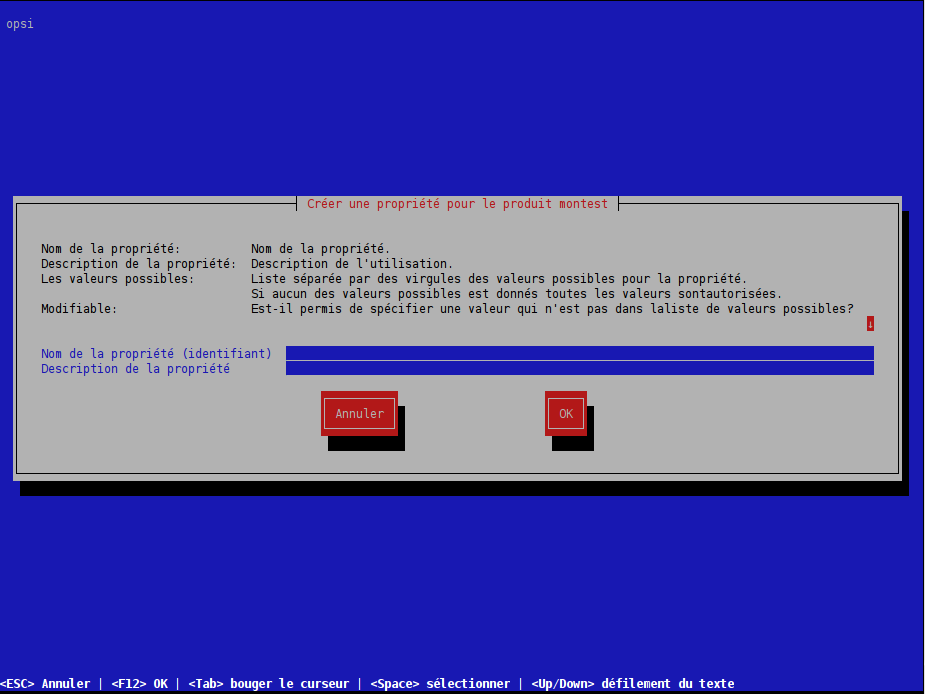 opsi
Créer une propriété pour le produit montest
Nom de la propriété: Nom de la propriété.
Description de la propriété: Description de l'utilisation.
Les valeurs possibles: Liste séparée par des virgules des valeurs possibles pour la propriété.
Si aucun des valeurs possibles est donnés toutes les valeurs sontautorisées.
Modifiable: Est-il permis de spécifier une valeur qui n'est pas dans laliste de valeurs possibles?
↓
Nom de la propriété (identifiant)
Description de la propriété
Annuler OK
<ESC> Annuler | <F12> OK | <Tab> bouger le curseur | <Space> sélectionner | <Up/Down> défilement du texte